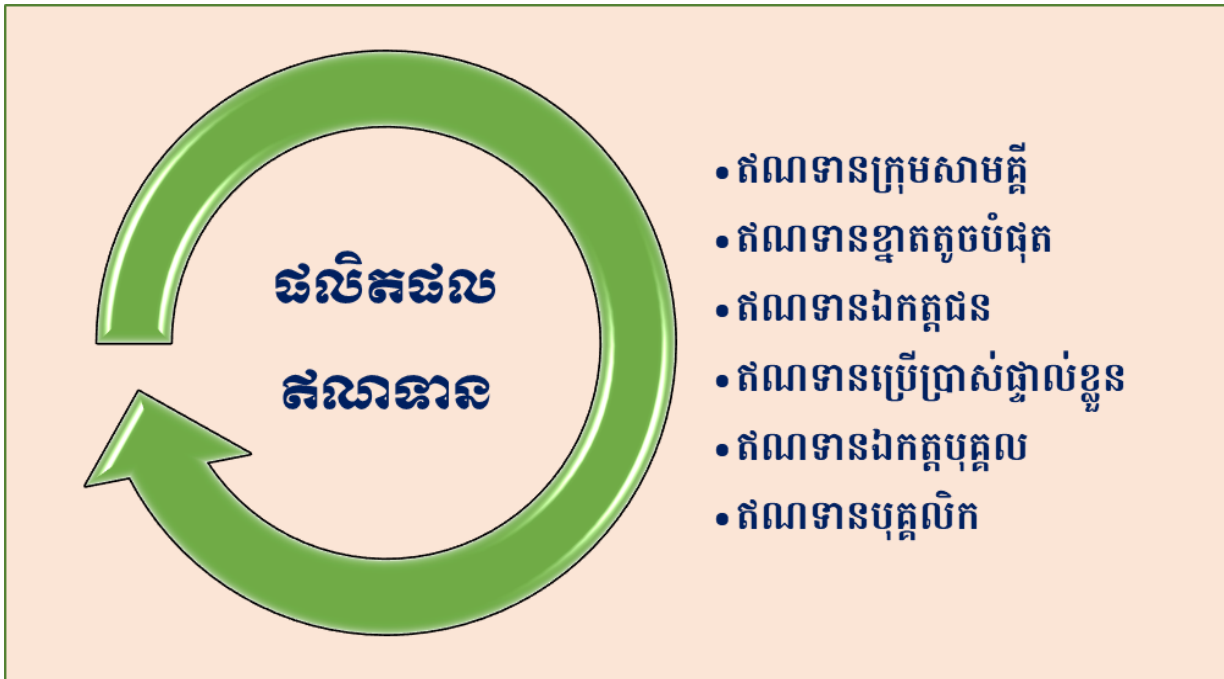 ផលិតផល
ឥណទាន
•ឥណទានក្រុមសាមគ្គី
•ឥណទានខ្នាតតូចបំផុត
•ឥណទានឯកត្តជន
•ឥណទានប្រើប្រាស់ផ្ទាល់ខ្លួន
•ឥណទានឯកត្តបុគ្គល
•ឥណទានបុគ្គលិក